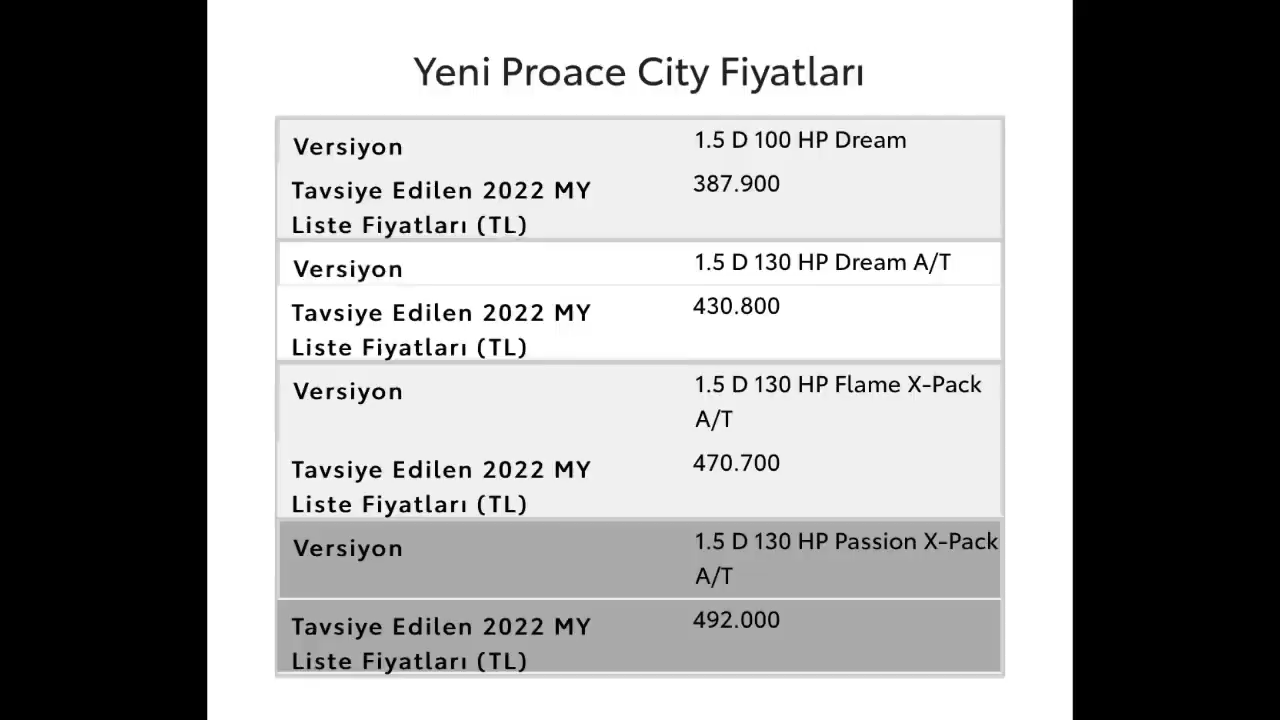 Yeni Proace City Fiyatları
Versiyon
1.5 D 100 HP Dream
Tavsiye Edilen 2022 MY
Liste Fiyatları (TL)
387.900
Versiyon
1.5 D 130 HP Dream A/T
Tavsiye Edilen 2022 MY
Liste Fiyatları (TL)
430.800
Versiyon
1.5 D 130 HP Flame X-Pack
A/T
Tavsiye Edilen 2022 MY
Liste Fiyatları (TL)
470.700
Versiyon
1.5 D 130 HP Passion X-Pack
A/T
Tavsiye Edilen 2022 MY
Liste Fiyatları (TL)
492.000